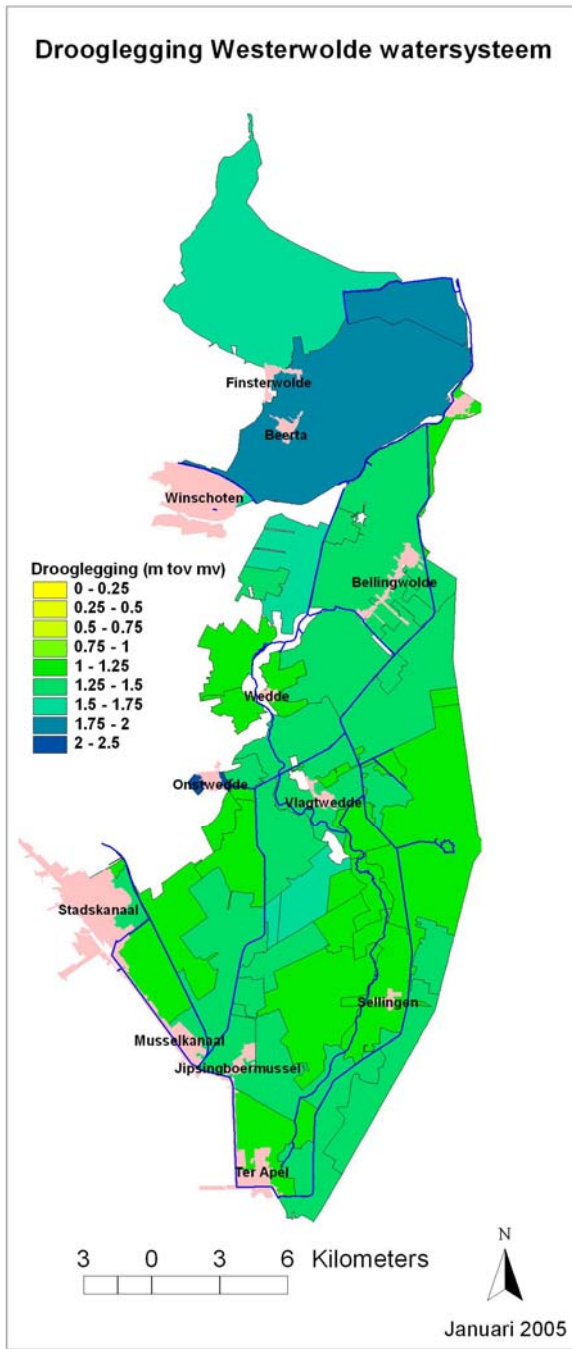 Drooglegging Westerwolde watersysteem
Finsterwolde
Beerta
Winschoten
Drooglegging (m tov mv)
0 - 0.25
0.25 - 0.5
0.5 - 0.75
0.75 - 1
1 - 1.25
1.25 - 1.5
1.5 - 1.75
1.75 - 2
2 - 2.5
Bellingwolde
Wedde
Onstwedde
Vlagtwedde
Stadskanaal
Sellingen
Musselkanaal
Jipsingboermussel
Ter Apel
3 0 3 6 Kilometers
N
Januari 2005